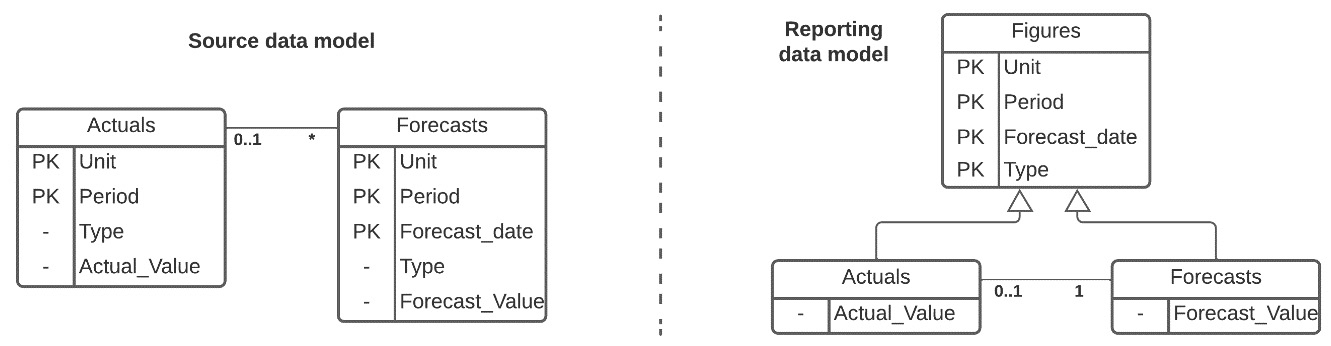 Source data model
Actuals
PK Unit
PK Period
- Type
- Actual_Value
0..1 *
Forecasts
PK Unit
PK Period
PK Forecast_date
- Type
- Forecast_Value
Reporting
data model
Figures
PK Unit
PK Period
PK Forecast_date
PK Type
Actuals
- Actual_Value
0..1 1
Forecasts
- Forecast_Value